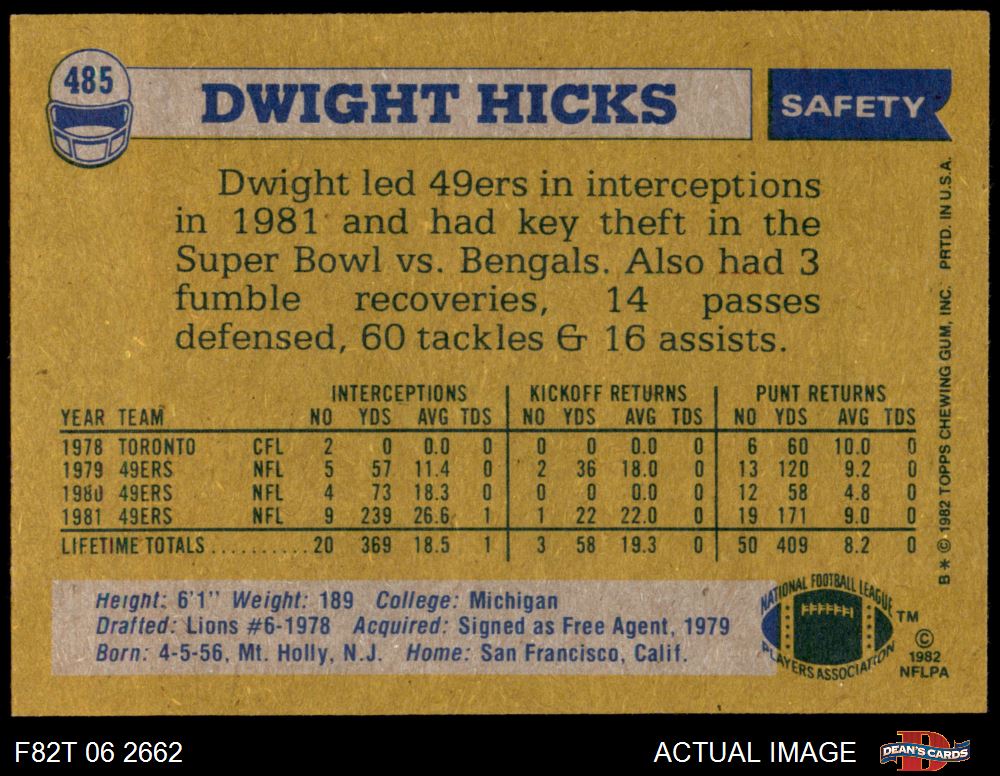 485
DWIGHT HICKS
SAFETY
Dwight led 49ers in interceptions
in 1981 and had key theft in the
Super Bowl vs. Bengals. Also had 3
fumble recoveries, 14 passes
defensed, 60 tackles & 16 assists.
INTERCEPTIONS KICKOFF RETURNS PUNT RETURNS
YEAR TEAM NO YDS AVG TDS NO YDS AVG TDS NO YDS AVG TDS
1978 TORONTO CFL 2 0 0.0 0 0 0 0.0 0 6 60 10.0 0
1979 49ERS NFL 5 57 11.4 0 2 36 18.0 0 13 120 9.2 0
1980 49ERS NFL 4 73 18.3 0 0 0 0.0 0 12 58 4.8 0
1981 49ERS NFL 9 239 26.6 1 1 22 22.0 0 19 171 9.0 0
LIFETIME TOTALS.......... 20 369 18.5 1 3 58 19.3 0 50 409 8.2 0
Height: 6'1" Weight: 189 College: Michigan
Drafted: Lions #6-1978 Acquired: Signed as Free Agent, 1979
Born: 4-5-56, Mt. Holly, N.J. Home: San Francisco, Calif.
NATIONAL FOOTBALL LEAGUE
PLAYERS ASSOCIATION
TM
©
1982
NFLPA
B* © 1982 TOPPS CHEWING GUM, INC. PRTD. IN U.S.A.
F82T 06 2662
ACTUAL IMAGE
D
DEAN'S CARDS